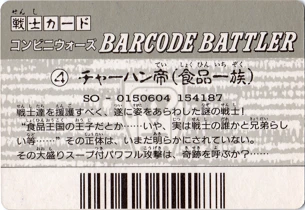 戦士カード
コンビニウォーズ BARCODE BATTLER
④ チャーハン帝(食品一族)
SO - 0150604 154187
戦士達を援護すべく、遂に姿をあらわした謎の戦士!
“食品王国の王子だとか……いや、実は戦士の誰かと兄弟らし
い等……” その正体は、いまだ明らかにされていない。
その大盛りスープ付パワフル攻撃は、奇跡を呼ぶか?……